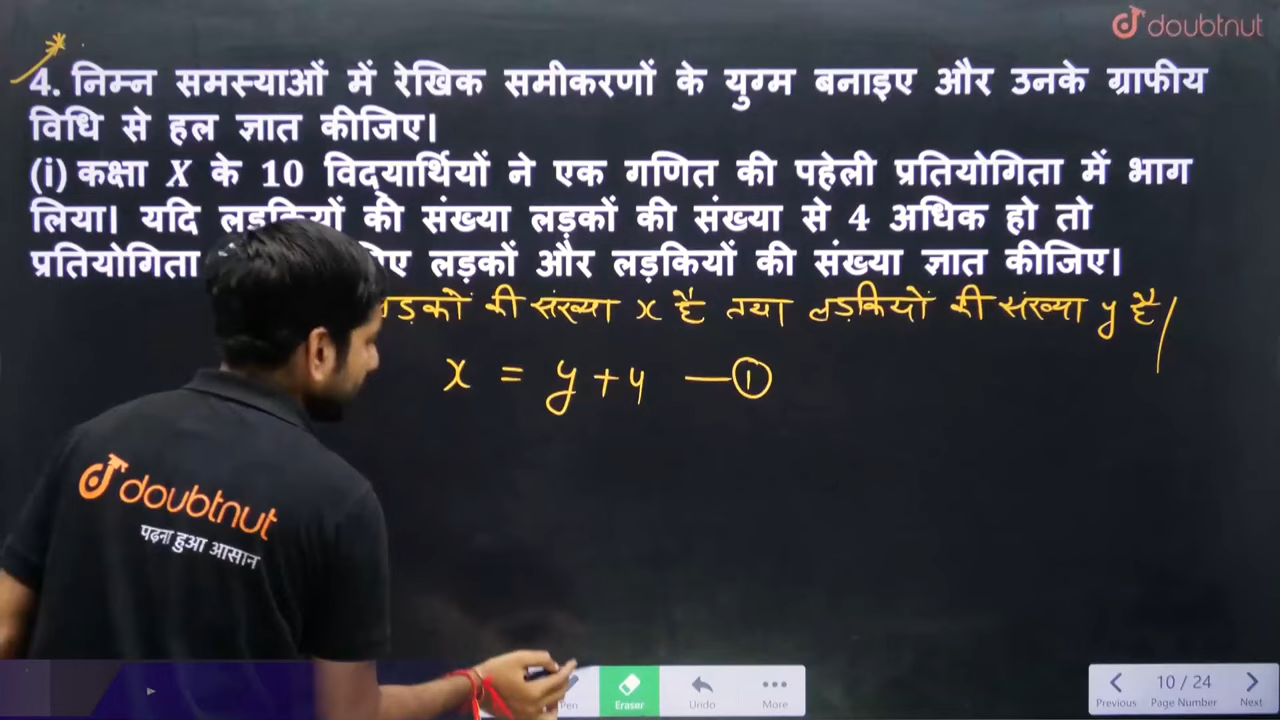 doubtnut
4. निम्न समस्याओं में रेखिक समीकरणों के युग्म बनाइए और उनके ग्राफीय
विधि से हल ज्ञात कीजिए।
(i) कक्षा X के 10 विद्यार्थियों ने एक गणित की पहेली प्रतियोगिता में भाग
लिया। यदि लड़कियों की संख्या लड़कों की संख्या से 4 अधिक हो तो
प्रतियोगिता लड़कों और लड़कियों की संख्या ज्ञात कीजिए।
की संख्या x है तथा लड़कियों की संख्या y है
x = y + 4 — ①
doubtnut
पढ़ना हुआ आसान
Pen Eraser Undo More
Previous 10 / 24 Page Number Next